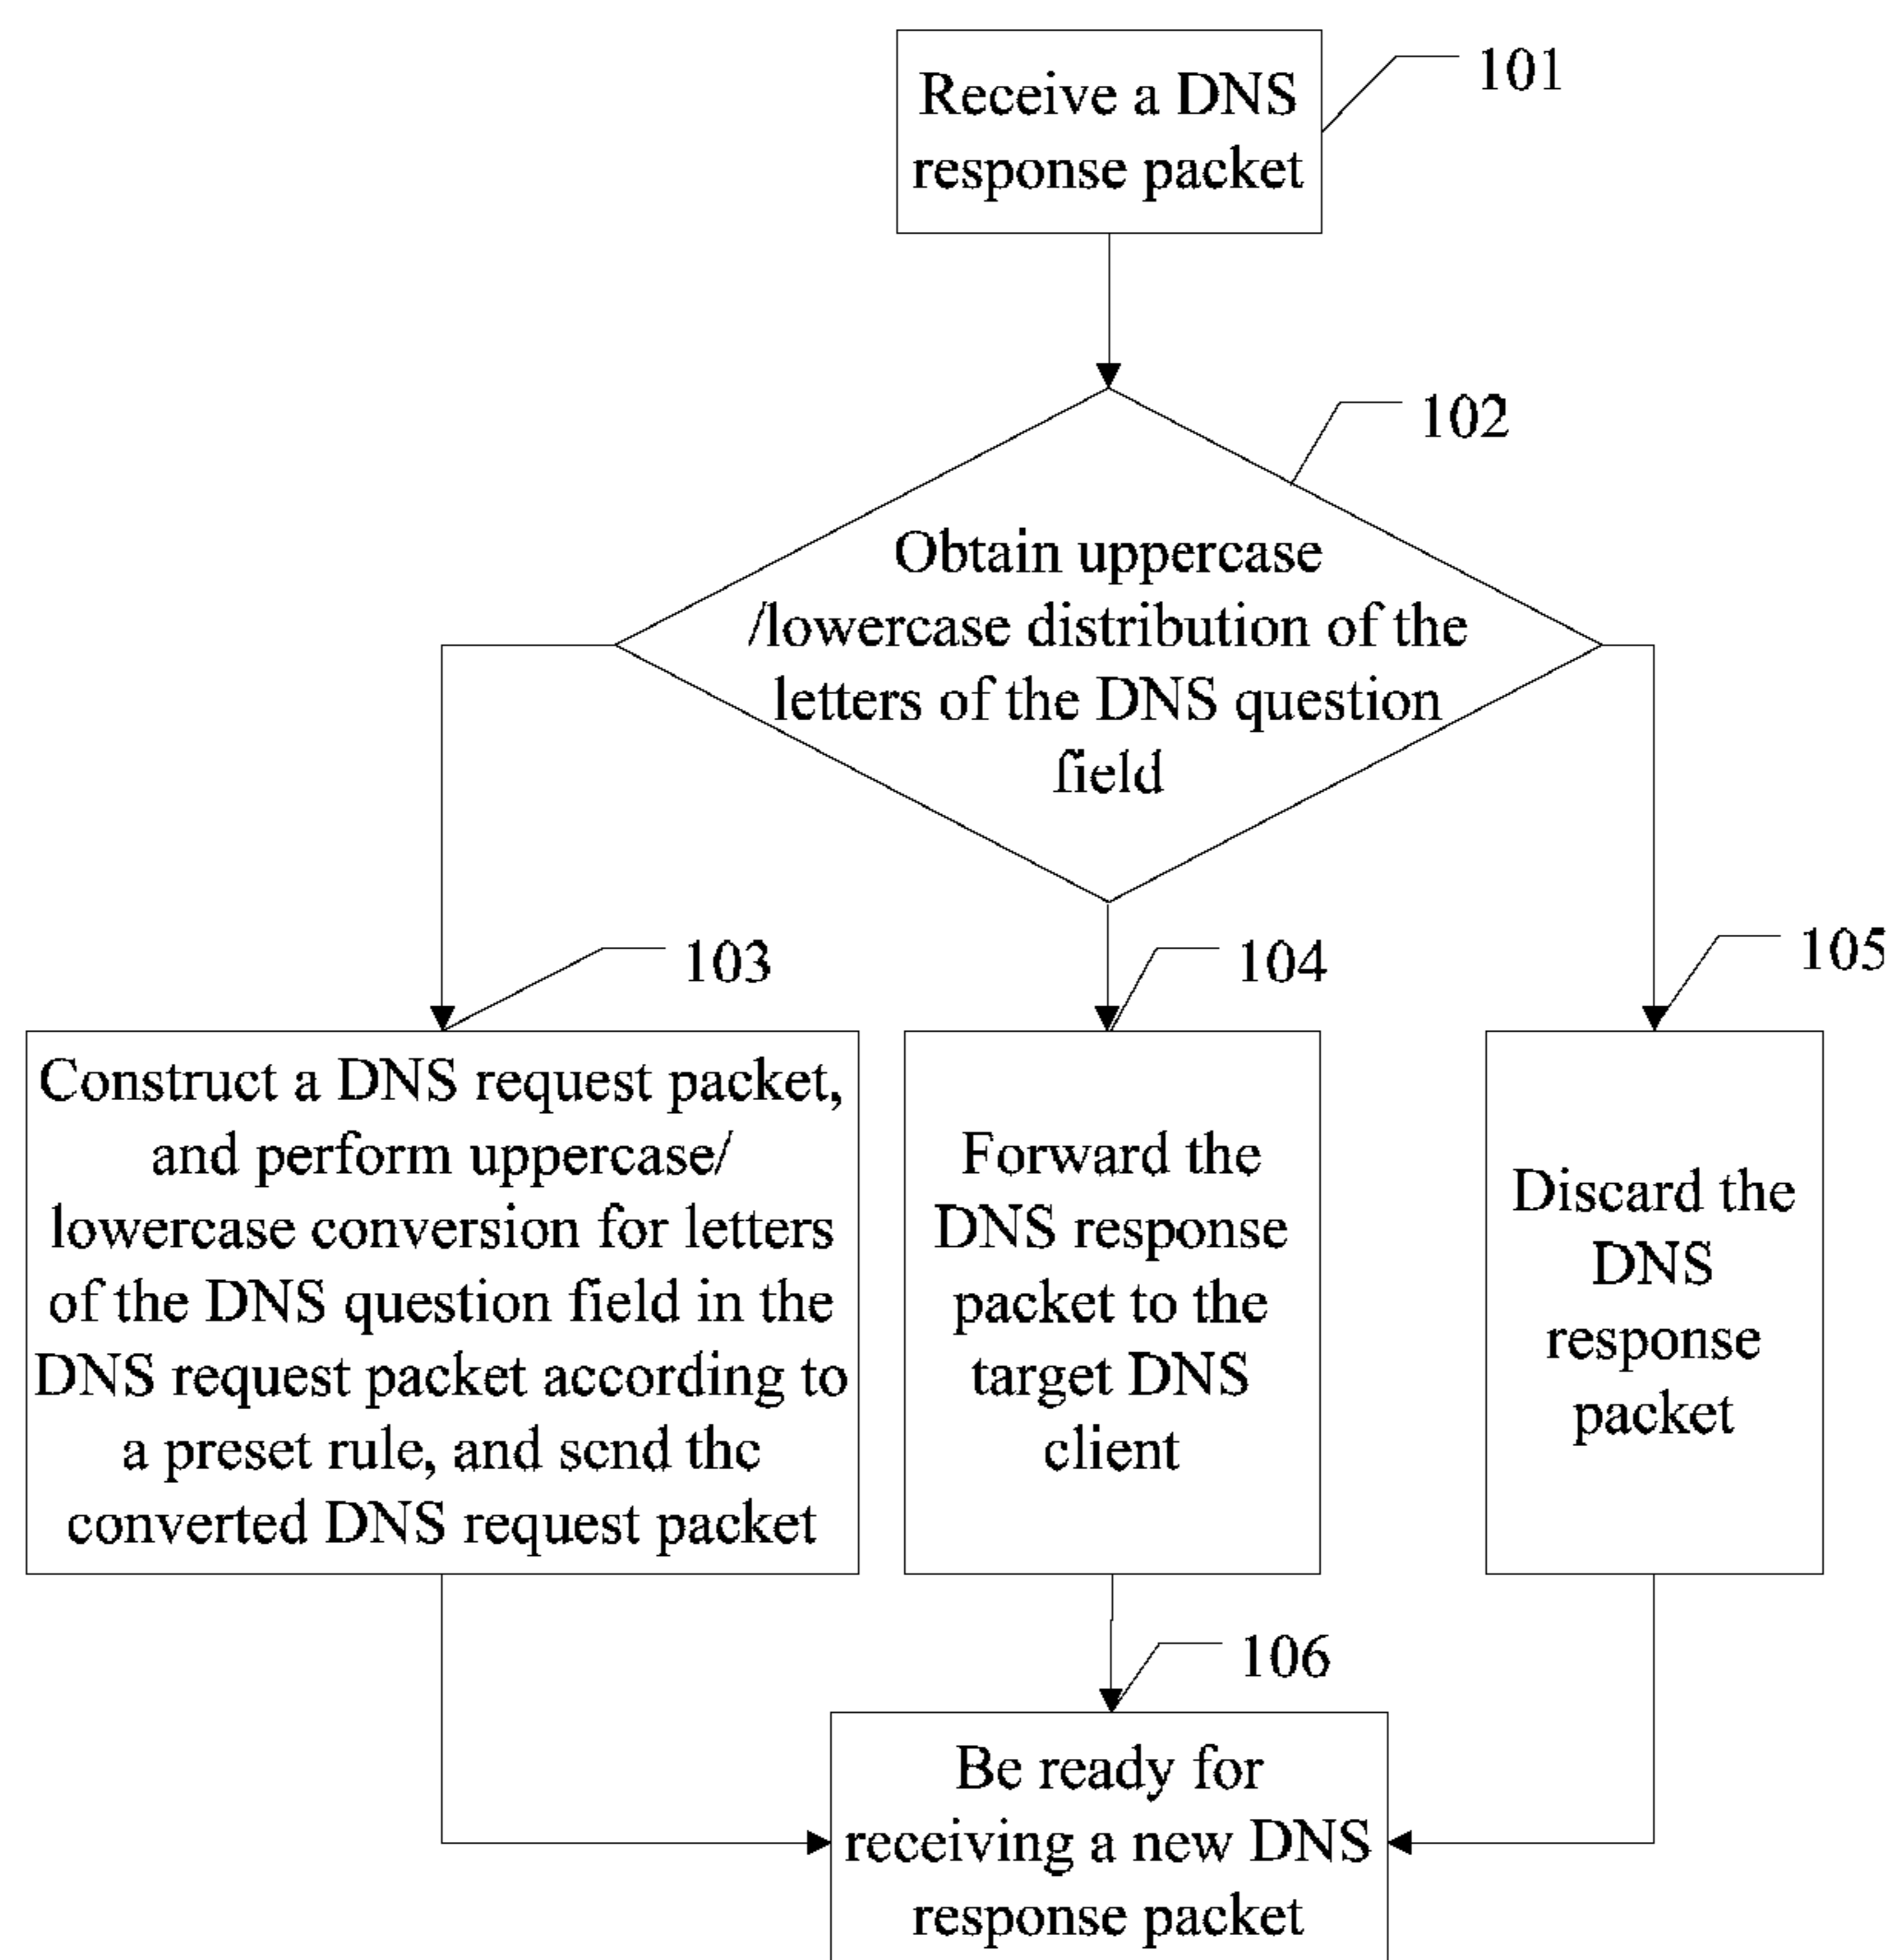 Receive a DNS
response packet
101
102
Obtain uppercase
/lowercase distribution of the
letters of the DNS question
field
103
104
105
Construct a DNS request packet,
and perform uppercase/
lowercase conversion for letters
of the DNS question field in the
DNS request packet according to
a preset rule, and send the
converted DNS request packet
Forward the
DNS response
packet to the
target DNS
client
Discard the
DNS
response
packet
106
Be ready for
receiving a new DNS
response packet